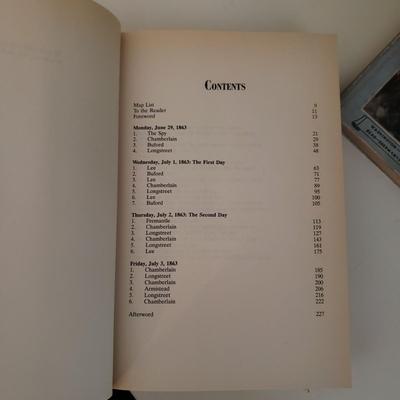 CONTENTS
Map List 9
To the Reader 11
Foreword 13
Monday, June 29, 1863
1. The Spy 21
2. Chamberlain 29
3. Buford 38
4. Longstreet 48
Wednesday, July 1, 1863: The First Day
1. Lee 63
2. Buford 71
3. Lee 77
4. Chamberlain 89
5. Longstreet 95
6. Lee 100
7. Buford 105
Thursday, July 2, 1863: The Second Day
1. Fremantle 113
2. Chamberlain 119
3. Longstreet 127
4. Chamberlain 143
5. Longstreet 161
6. Lee 175
Friday, July 3, 1863
1. Chamberlain 185
2. Longstreet 190
3. Chamberlain 200
4. Armistead 206
5. Longstreet 216
6. Chamberlain 222
Afterword 227